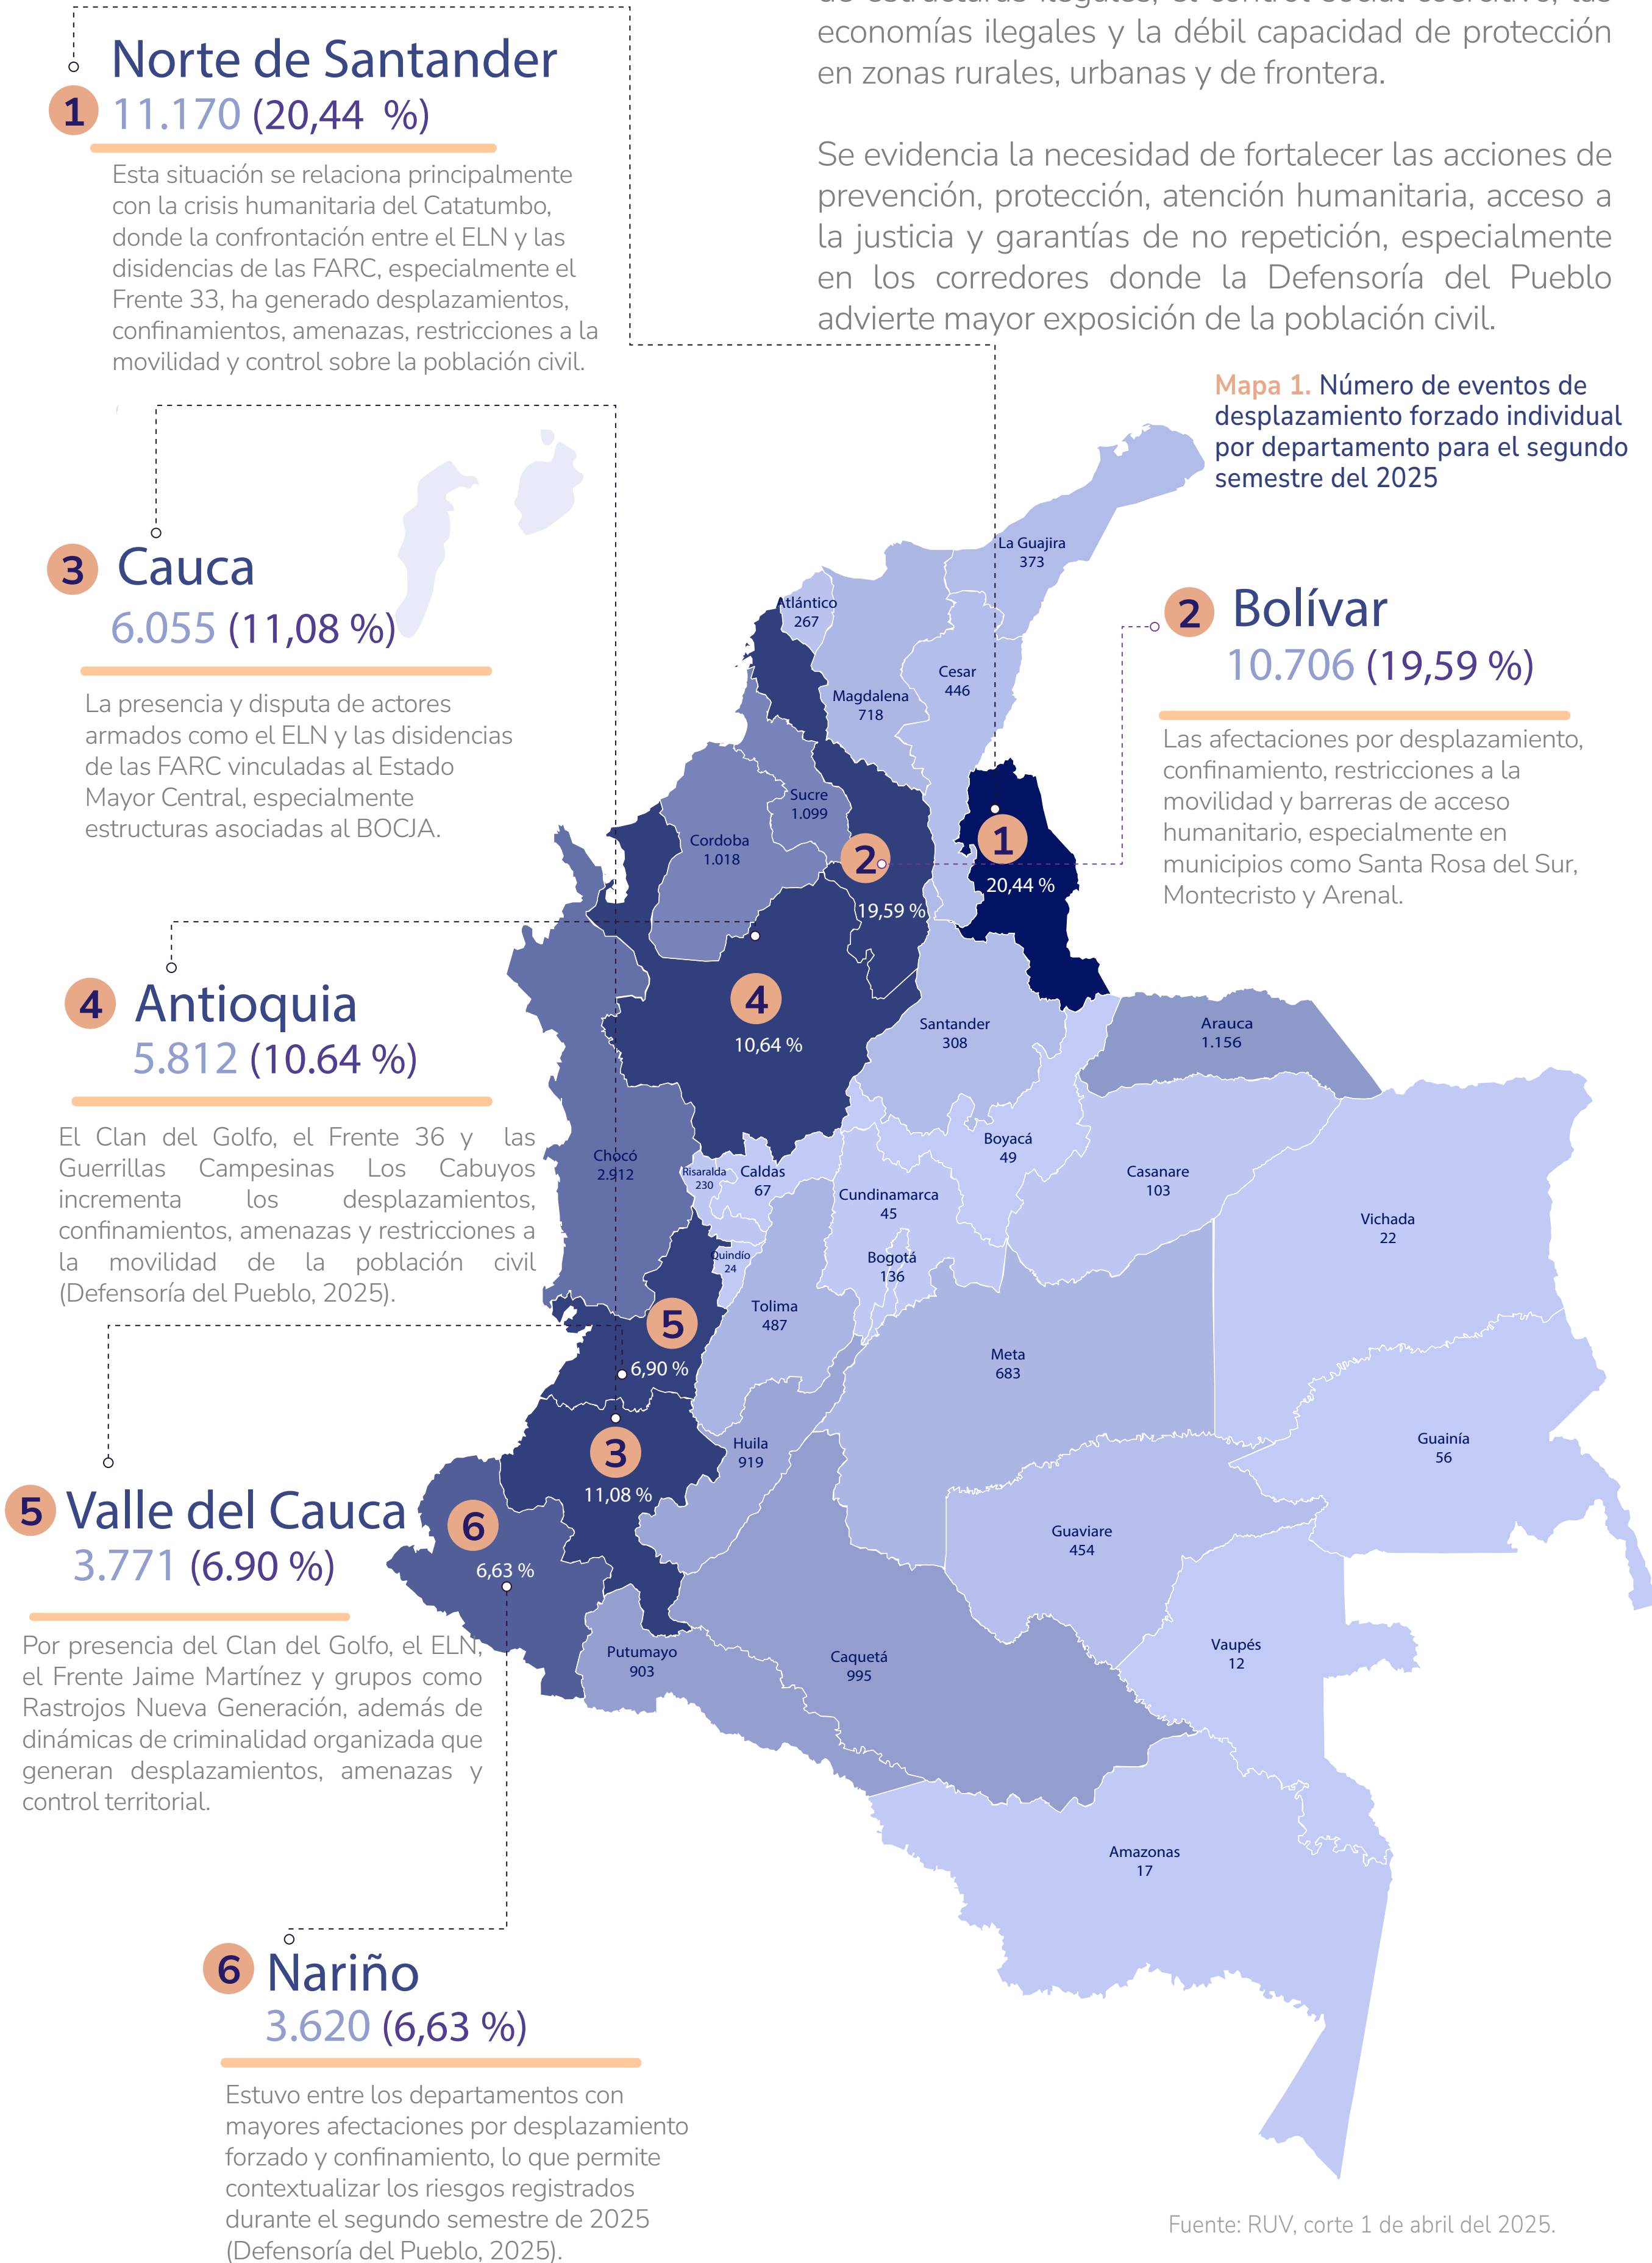 de estructuras ilegales, el control social coercitivo, las
economías ilegales y la débil capacidad de protección
en zonas rurales, urbanas y de frontera.
Se evidencia la necesidad de fortalecer las acciones de
prevención, protección, atención humanitaria, acceso a
la justicia y garantías de no repetición, especialmente
en los corredores donde la Defensoría del Pueblo
advierte mayor exposición de la población civil.
Norte de Santander
1 11.170 (20,44 %)
Esta situación se relaciona principalmente
con la crisis humanitaria del Catatumbo,
donde la confrontación entre el ELN y las
disidencias de las FARC, especialmente el
Frente 33, ha generado desplazamientos,
confinamientos, amenazas, restricciones a la
movilidad y control sobre la población civil.
Mapa 1. Número de eventos de
desplazamiento forzado individual
por departamento para el segundo
semestre del 2025
3 Cauca
6.055 (11,08 %)
La presencia y disputa de actores
armados como el ELN y las disidencias
de las FARC vinculadas al Estado
Mayor Central, especialmente
estructuras asociadas al BOCJA.
2 Bolívar
10.706 (19,59 %)
Las afectaciones por desplazamiento,
confinamiento, restricciones a la
movilidad y barreras de acceso
humanitario, especialmente en
municipios como Santa Rosa del Sur,
Montecristo y Arenal.
4 Antioquia
5.812 (10.64 %)
El Clan del Golfo, el Frente 36 y las
Guerrillas Campesinas Los Cabuyos
incrementa los desplazamientos,
confinamientos, amenazas y restricciones a
la movilidad de la población civil
(Defensoría del Pueblo, 2025).
5 Valle del Cauca
3.771 (6.90 %)
Por presencia del Clan del Golfo, el ELN,
el Frente Jaime Martínez y grupos como
Rastrojos Nueva Generación, además de
dinámicas de criminalidad organizada que
generan desplazamientos, amenazas y
control territorial.
6 Nariño
3.620 (6,63 %)
Estuvo entre los departamentos con
mayores afectaciones por desplazamiento
forzado y confinamiento, lo que permite
contextualizar los riesgos registrados
durante el segundo semestre de 2025
(Defensoría del Pueblo, 2025).
La Guajira
373
Atlántico
267
Cesar
446
Magdalena
718
Sucre
1.099
Cordoba
1.018
1
20,44 %
2
19,59 %
4
10,64 %
Santander
308
Arauca
1.156
Boyacá
49
Chocó
2.912
Risaralda
230
Caldas
67
Casanare
103
Cundinamarca
45
Vichada
22
Quindío
24
Bogotá
136
Tolima
487
5
6,90 %
Meta
683
Huila
919
Guainía
56
3
11,08 %
6
6,63 %
Guaviare
454
Putumayo
903
Caquetá
995
Vaupés
12
Amazonas
17
Fuente: RUV, corte 1 de abril del 2025.